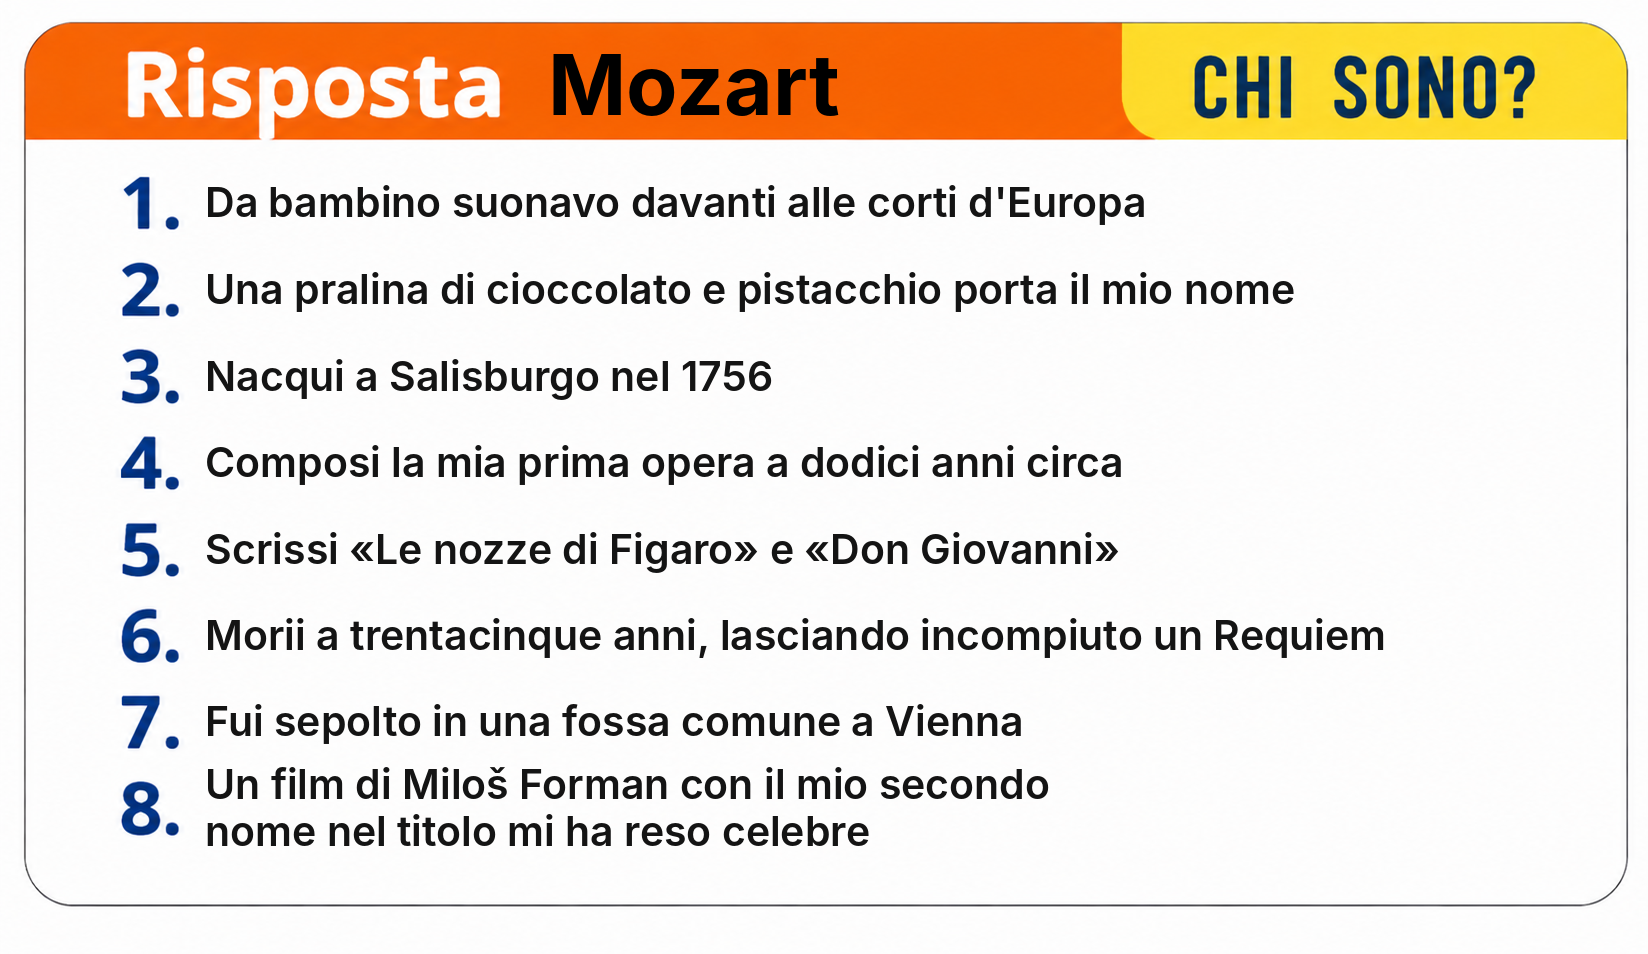 Risposta Mozart CHI SONO?
1. Da bambino suonavo davanti alle corti d'Europa
2. Una pralina di cioccolato e pistacchio porta il mio nome
3. Nacqui a Salisburgo nel 1756
4. Composi la mia prima opera a dodici anni circa
5. Scrissi «Le nozze di Figaro» e «Don Giovanni»
6. Morii a trentacinque anni, lasciando incompiuto un Requiem
7. Fui sepolto in una fossa comune a Vienna
8. Un film di Miloš Forman con il mio secondo
nome nel titolo mi ha reso celebre